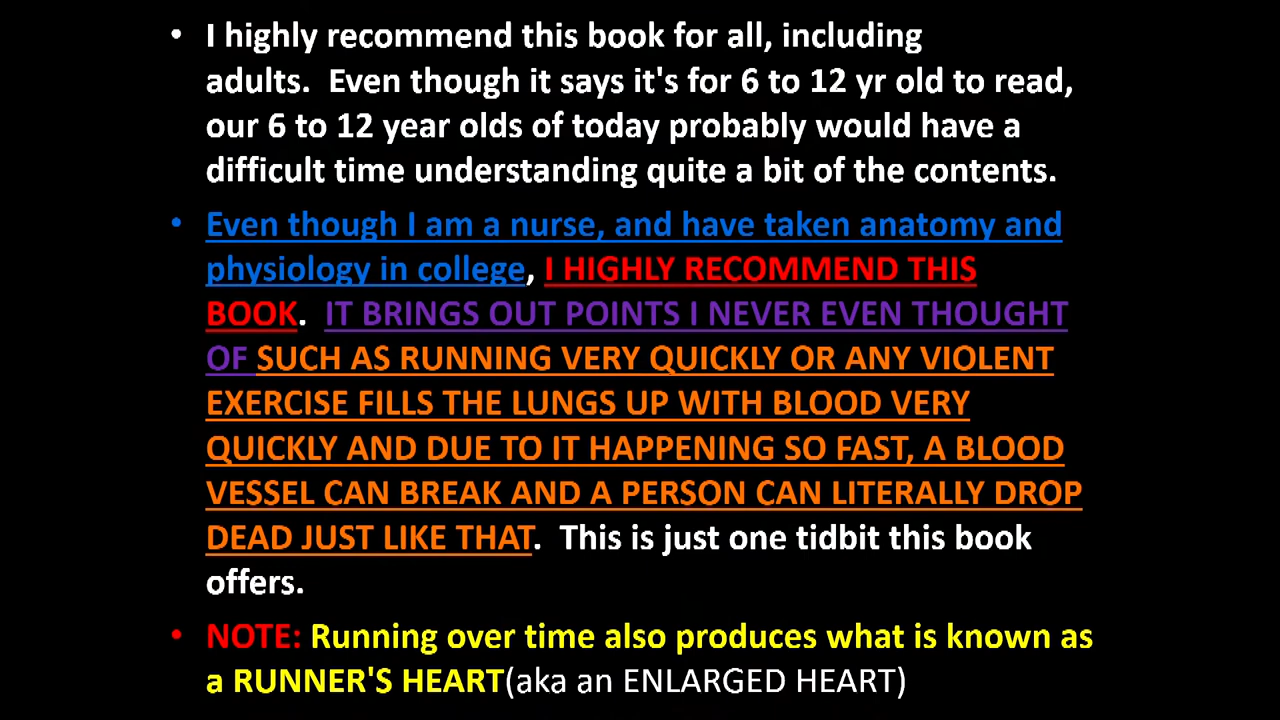 • I highly recommend this book for all, including
adults.  Even though it says it's for 6 to 12 yr old to read,
our 6 to 12 year olds of today probably would have a
difficult time understanding quite a bit of the contents.
• Even though I am a nurse, and have taken anatomy and
physiology in college, I HIGHLY RECOMMEND THIS
BOOK.  IT BRINGS OUT POINTS I NEVER EVEN THOUGHT
OF SUCH AS RUNNING VERY QUICKLY OR ANY VIOLENT
EXERCISE FILLS THE LUNGS UP WITH BLOOD VERY
QUICKLY AND DUE TO IT HAPPENING SO FAST, A BLOOD
VESSEL CAN BREAK AND A PERSON CAN LITERALLY DROP
DEAD JUST LIKE THAT.  This is just one tidbit this book
offers.
• NOTE: Running over time also produces what is known as
a RUNNER'S HEART(aka an ENLARGED HEART)